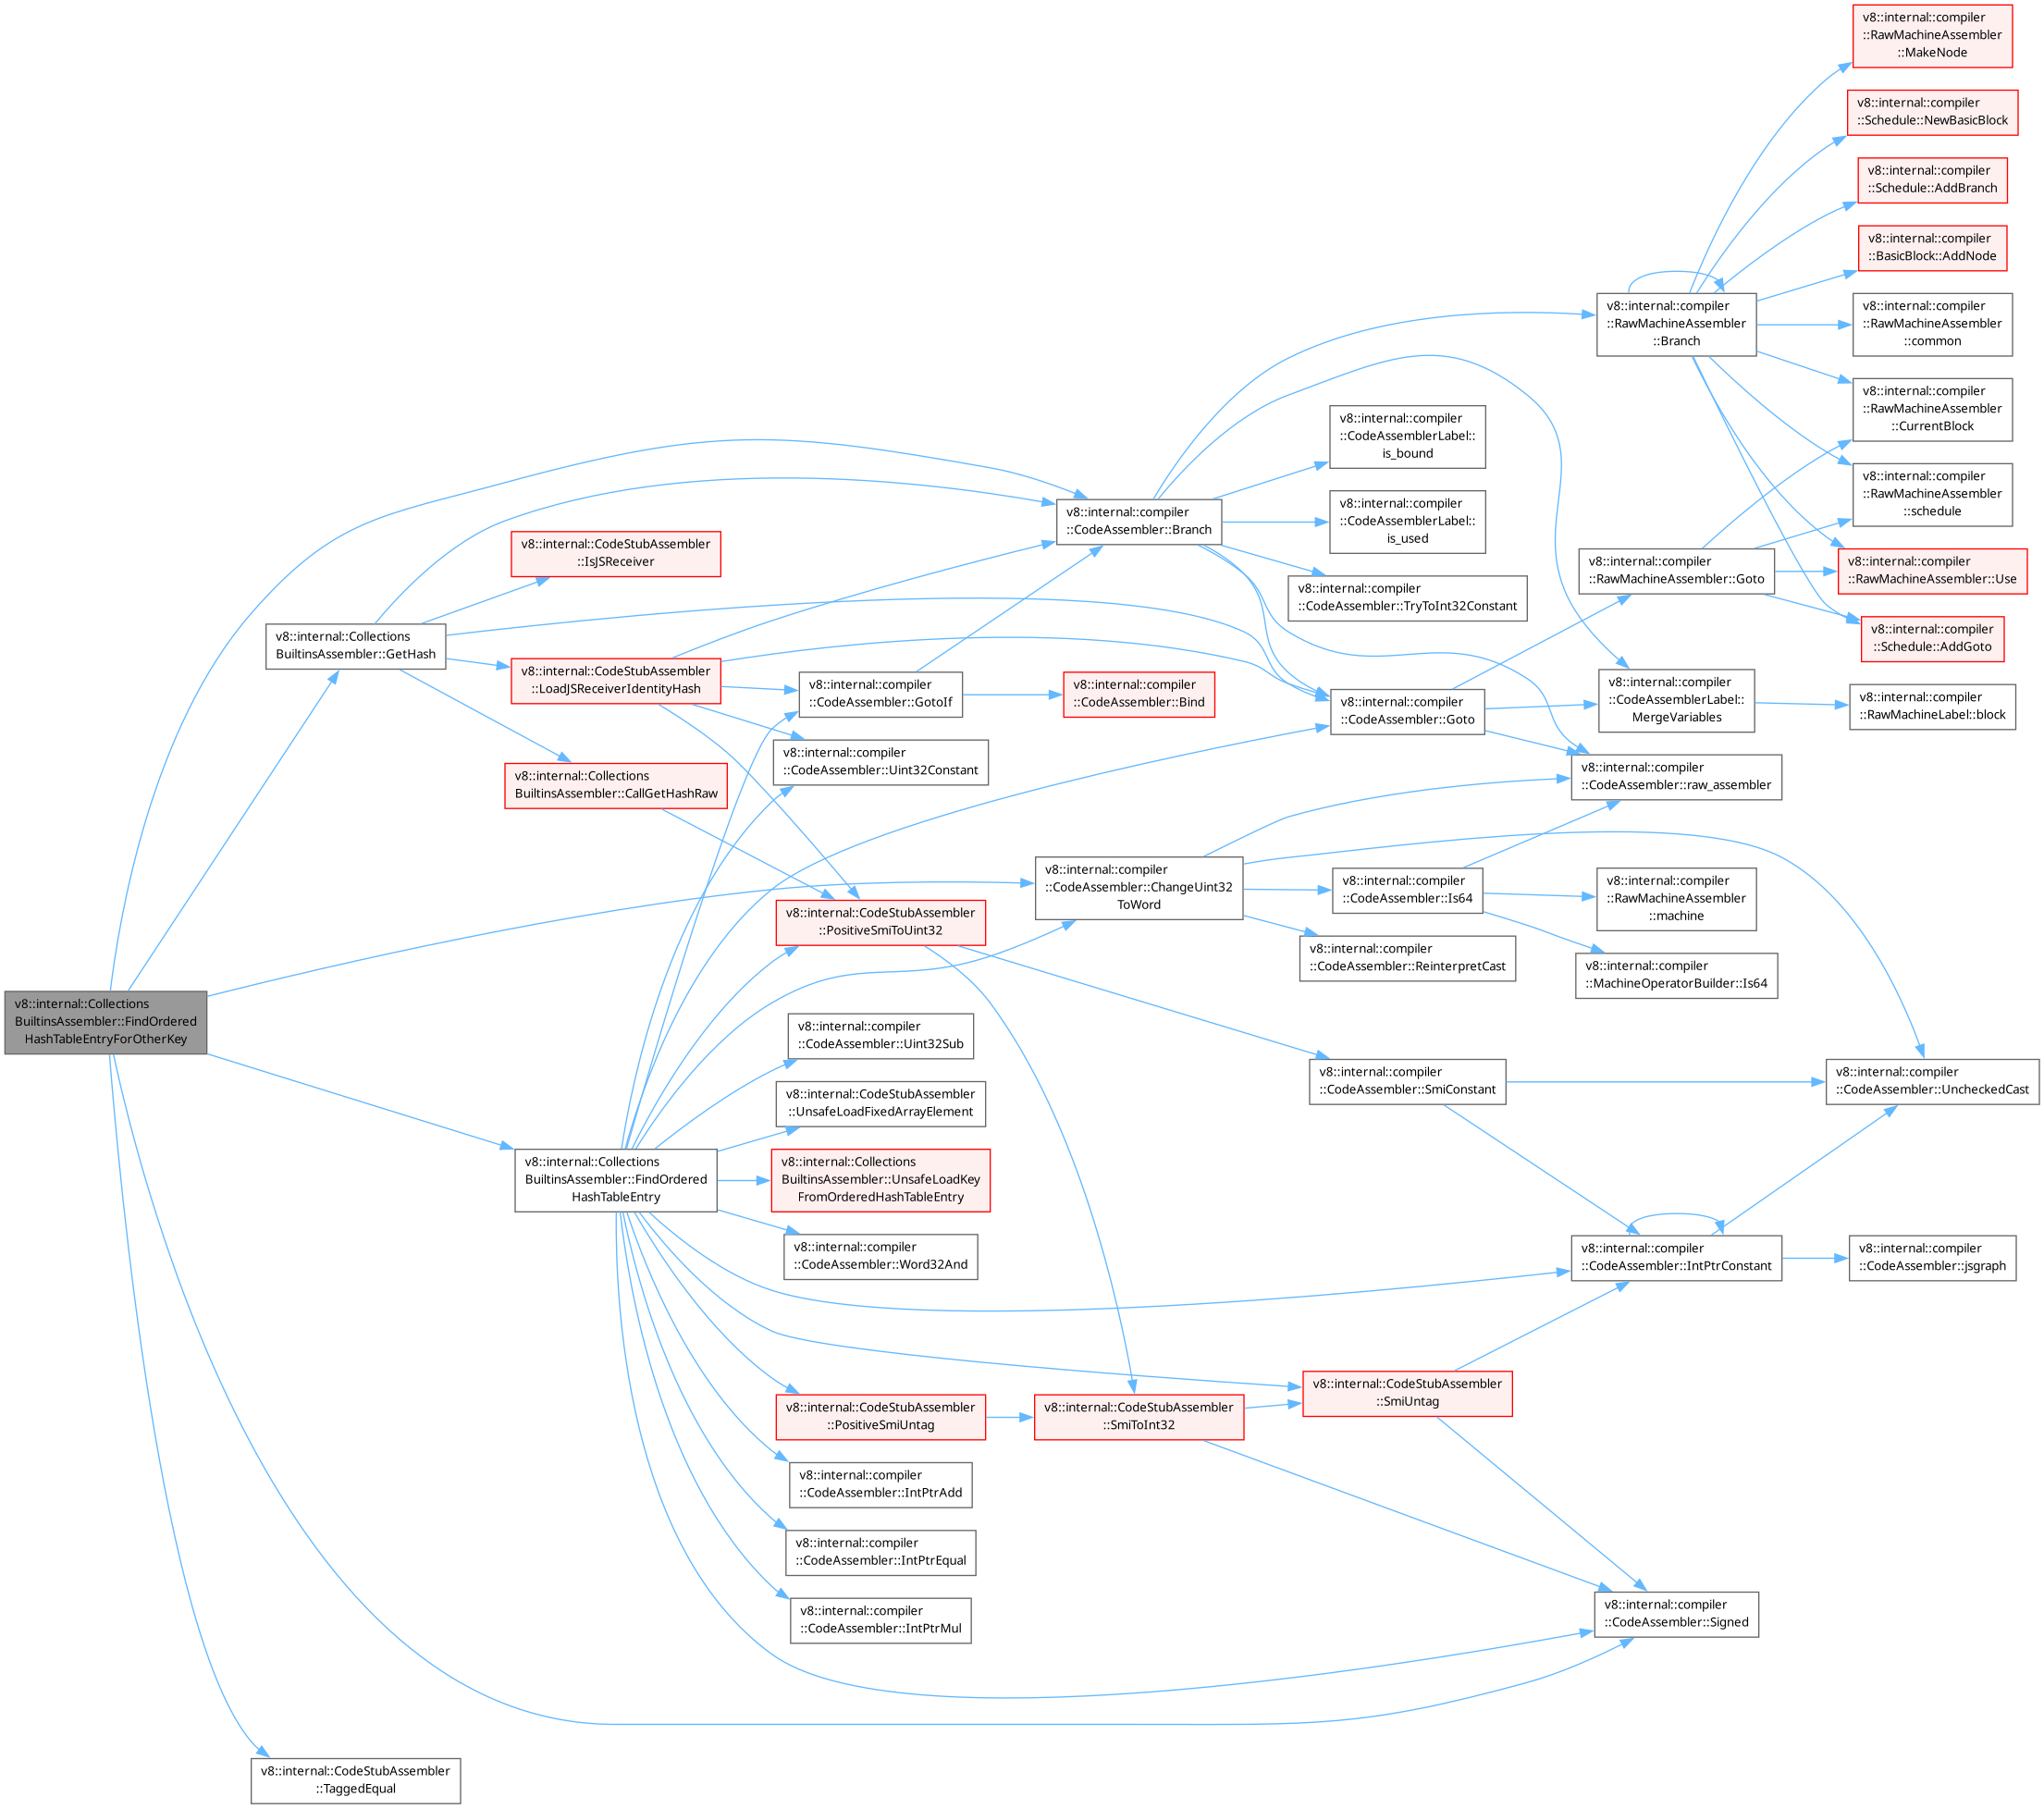 v8::internal::compiler
::RawMachineAssembler
::MakeNode
v8::internal::compiler
::Schedule::NewBasicBlock
v8::internal::compiler
::Schedule::AddBranch
v8::internal::compiler
::BasicBlock::AddNode
v8::internal::compiler
::RawMachineAssembler
::Branch
v8::internal::compiler
::RawMachineAssembler
::common
v8::internal::compiler
::RawMachineAssembler
::CurrentBlock
v8::internal::compiler
::CodeAssemblerLabel::
is_bound
v8::internal::compiler
::RawMachineAssembler
::schedule
v8::internal::compiler
::CodeAssemblerLabel::
is_used
v8::internal::compiler
::CodeAssembler::Branch
v8::internal::CodeStubAssembler
::IsJSReceiver
v8::internal::compiler
::RawMachineAssembler::Goto
v8::internal::compiler
::RawMachineAssembler::Use
v8::internal::compiler
::CodeAssembler::TryToInt32Constant
v8::internal::Collections
BuiltinsAssembler::GetHash
v8::internal::compiler
::Schedule::AddGoto
v8::internal::CodeStubAssembler
::LoadJSReceiverIdentityHash
v8::internal::compiler
::CodeAssembler::GotoIf
v8::internal::compiler
::CodeAssembler::Bind
v8::internal::compiler
::CodeAssembler::Goto
v8::internal::compiler
::CodeAssemblerLabel::
MergeVariables
v8::internal::compiler
::RawMachineLabel::block
v8::internal::compiler
::CodeAssembler::Uint32Constant
v8::internal::compiler
::CodeAssembler::raw_assembler
v8::internal::Collections
BuiltinsAssembler::CallGetHashRaw
v8::internal::compiler
::CodeAssembler::ChangeUint32
ToWord
v8::internal::compiler
::CodeAssembler::Is64
v8::internal::compiler
::RawMachineAssembler
::machine
v8::internal::CodeStubAssembler
::PositiveSmiToUint32
v8::internal::compiler
::CodeAssembler::ReinterpretCast
v8::internal::compiler
::MachineOperatorBuilder::Is64
v8::internal::Collections
BuiltinsAssembler::FindOrdered
HashTableEntryForOtherKey
v8::internal::compiler
::CodeAssembler::Uint32Sub
v8::internal::compiler
::CodeAssembler::SmiConstant
v8::internal::compiler
::CodeAssembler::UncheckedCast
v8::internal::CodeStubAssembler
::UnsafeLoadFixedArrayElement
v8::internal::Collections
BuiltinsAssembler::FindOrdered
HashTableEntry
v8::internal::Collections
BuiltinsAssembler::UnsafeLoadKey
FromOrderedHashTableEntry
v8::internal::compiler
::CodeAssembler::Word32And
v8::internal::compiler
::CodeAssembler::IntPtrConstant
v8::internal::compiler
::CodeAssembler::jsgraph
v8::internal::CodeStubAssembler
::SmiUntag
v8::internal::CodeStubAssembler
::PositiveSmiUntag
v8::internal::CodeStubAssembler
::SmiToInt32
v8::internal::compiler
::CodeAssembler::IntPtrAdd
v8::internal::compiler
::CodeAssembler::IntPtrEqual
v8::internal::compiler
::CodeAssembler::IntPtrMul
v8::internal::compiler
::CodeAssembler::Signed
v8::internal::CodeStubAssembler
::TaggedEqual